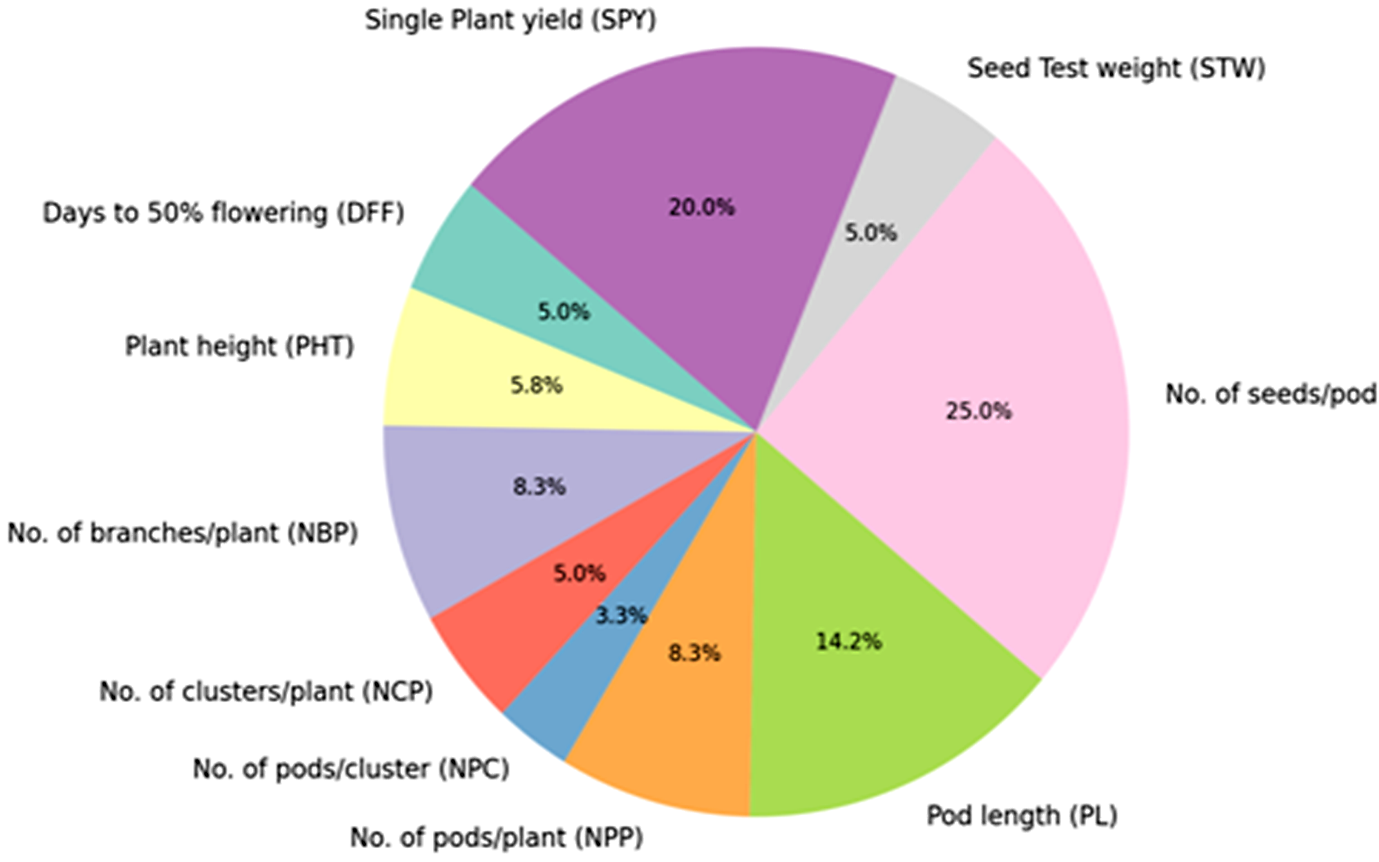 Single Plant yield (SPY)
Seed Test weight (STW)
20.0%
Days to 50% flowering (DFF)
5.0%
5.0%
Plant height (PHT)
5.8%
No. of seeds/pod
25.0%
8.3%
No. of branches/plant (NBP)
5.0%
3.3%
8.3%
14.2%
No. of clusters/plant (NCP)
No. of pods/cluster (NPC)
Pod length (PL)
No. of pods/plant (NPP)